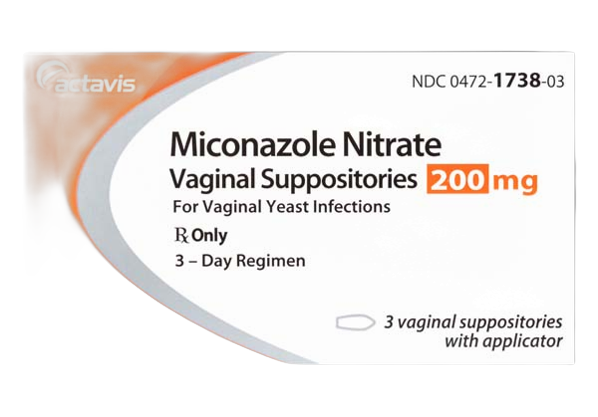 actavis
NDC 0472-1738-03
Miconazole Nitrate
Vaginal Suppositories 200 mg
For Vaginal Yeast Infections
℞ Only
3 – Day Regimen
3 vaginal suppositories
with applicator